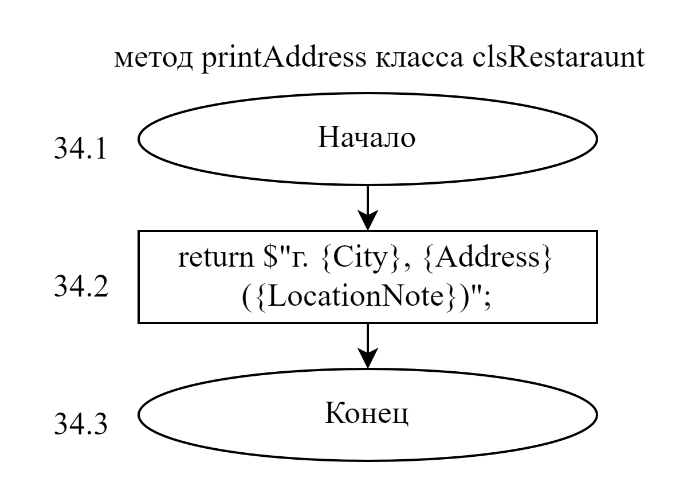 метод printAddress класса clsRestaraunt
34.1
Начало
34.2
return $"г. {City}, {Address}
({LocationNote})";
34.3
Конец